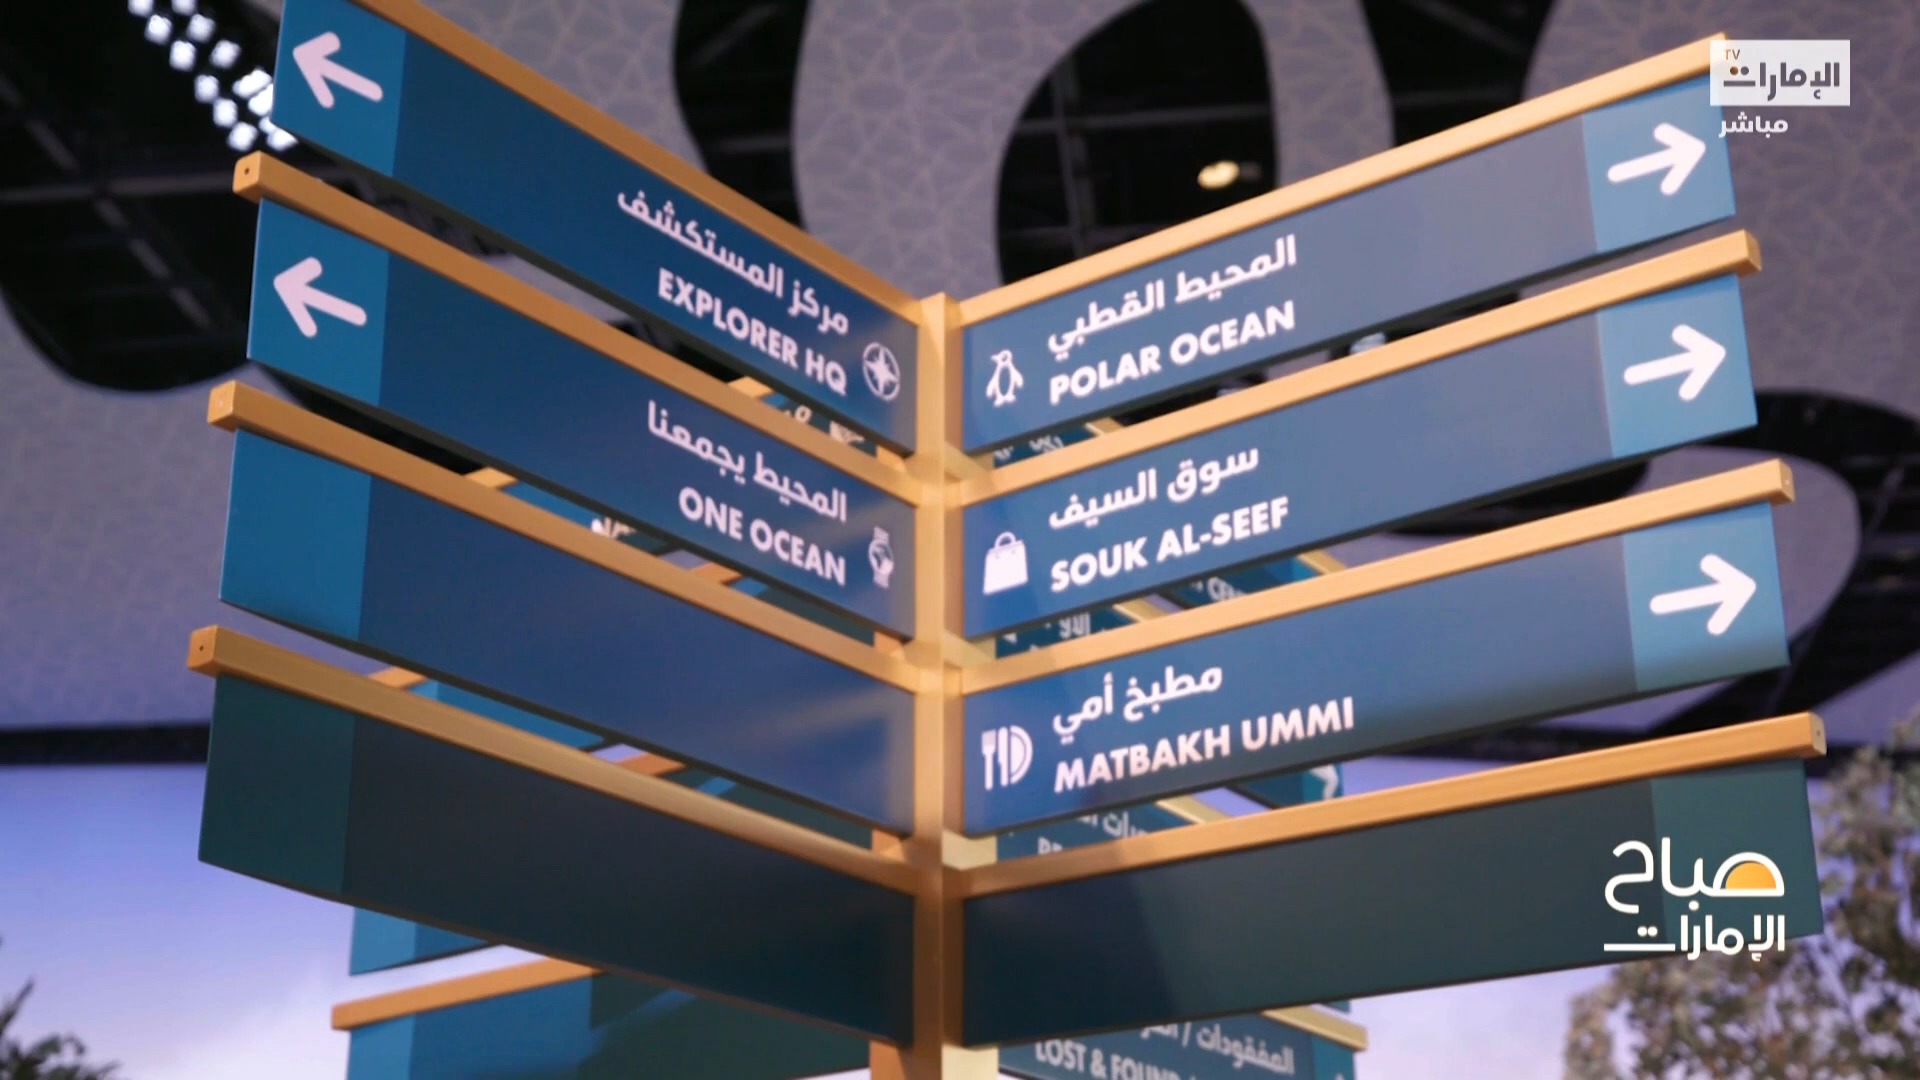 مركز المستكشف
EXPLORER HQ
المحيط يجمعنا
ONE OCEAN
المحيط القطبي
POLAR OCEAN
سوق السيف
SOUK AL-SEEF
مطبخ أمي
MATBAKH UMMI
المفقودات /
LOST & FOUND
TV
الإمارات
مباشر
صباح
الإمارات